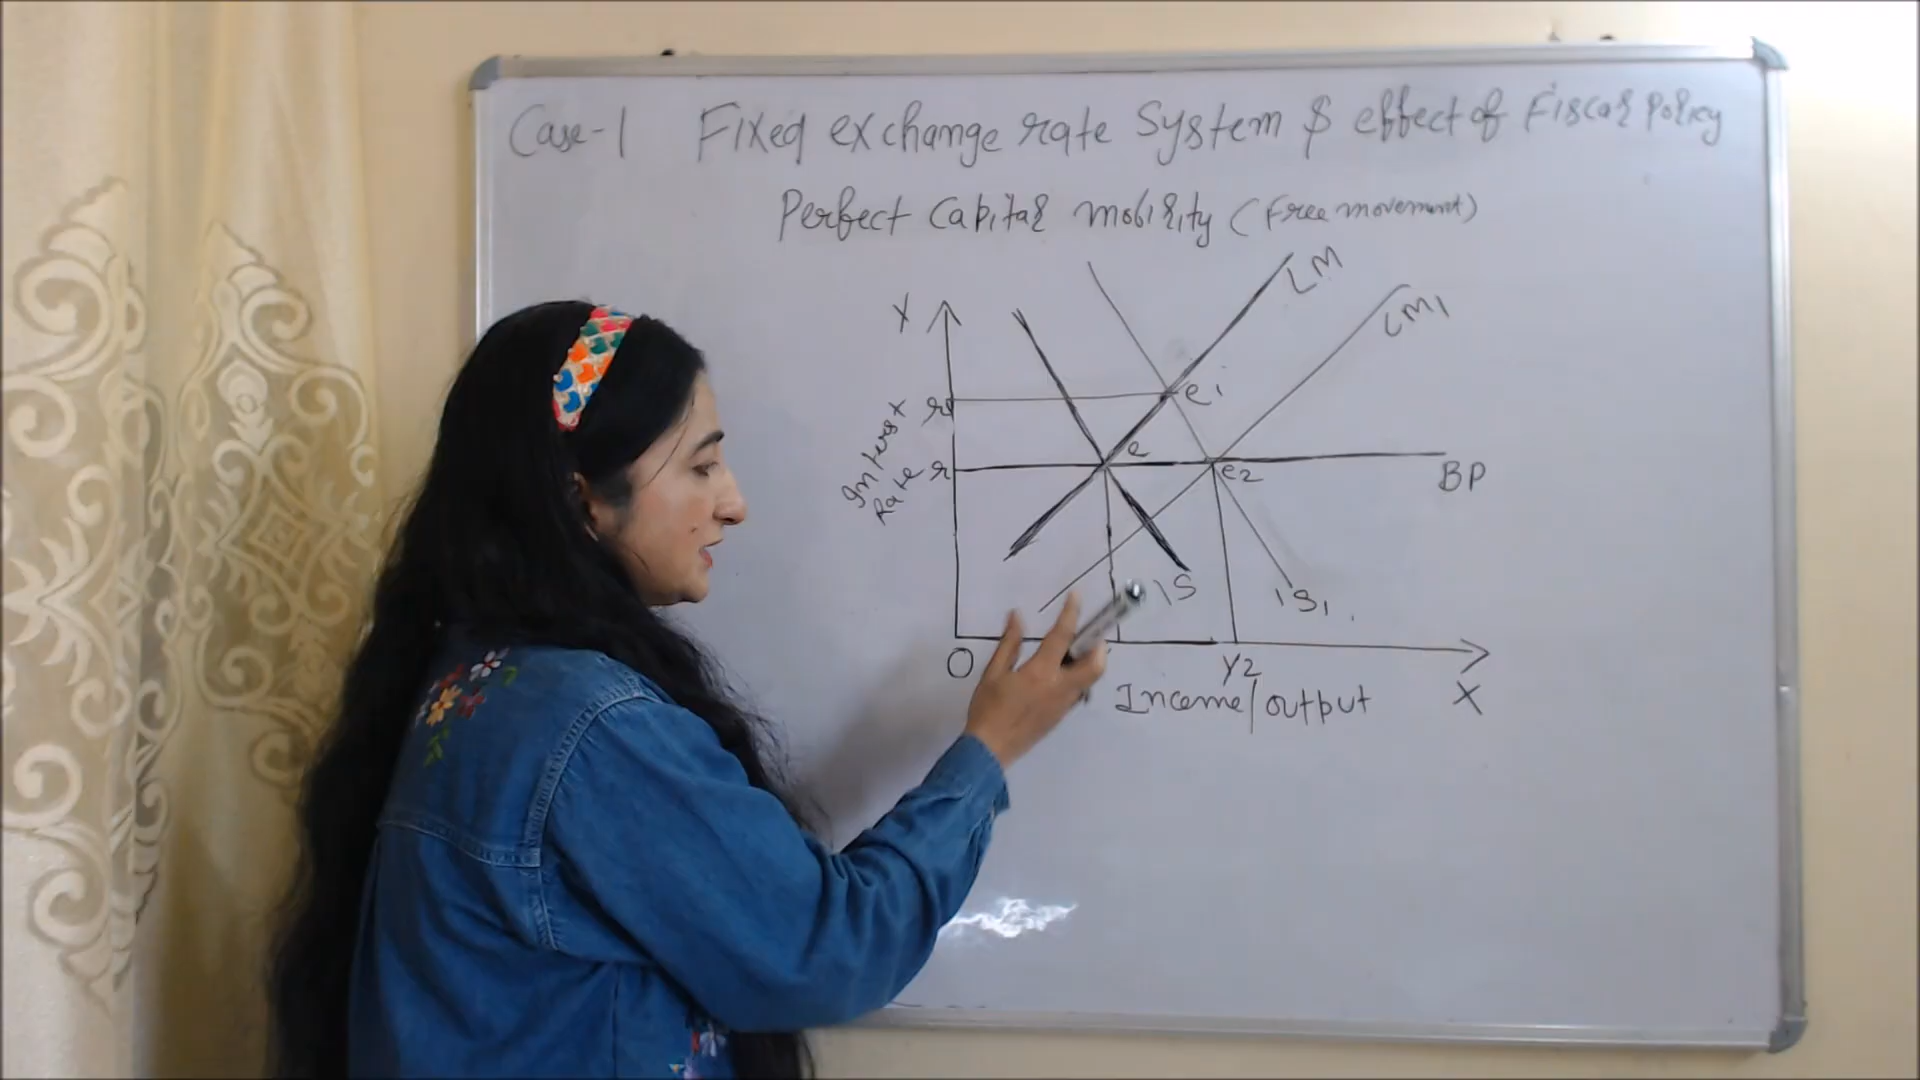 Case-1 Fixed exchange rate System & effect of Fiscal Policy
Perfect Capital mobility (free movement)
LM
LM1
Y
e1
r1
Interest
Rate
r
e
e2
BP
IS
IS1
O
Y2
Income/output
X